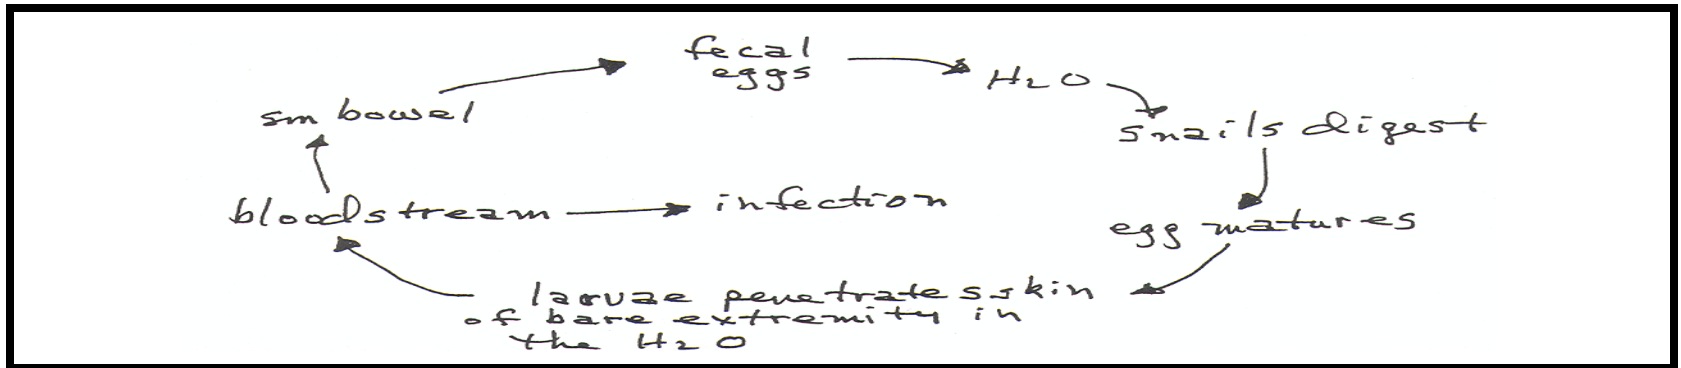 fecal
eggs
H2O
sm bowel
snails digest
bloodstream
infection
egg matures
larvae penetrates skin
of bare extremity in
the H2O